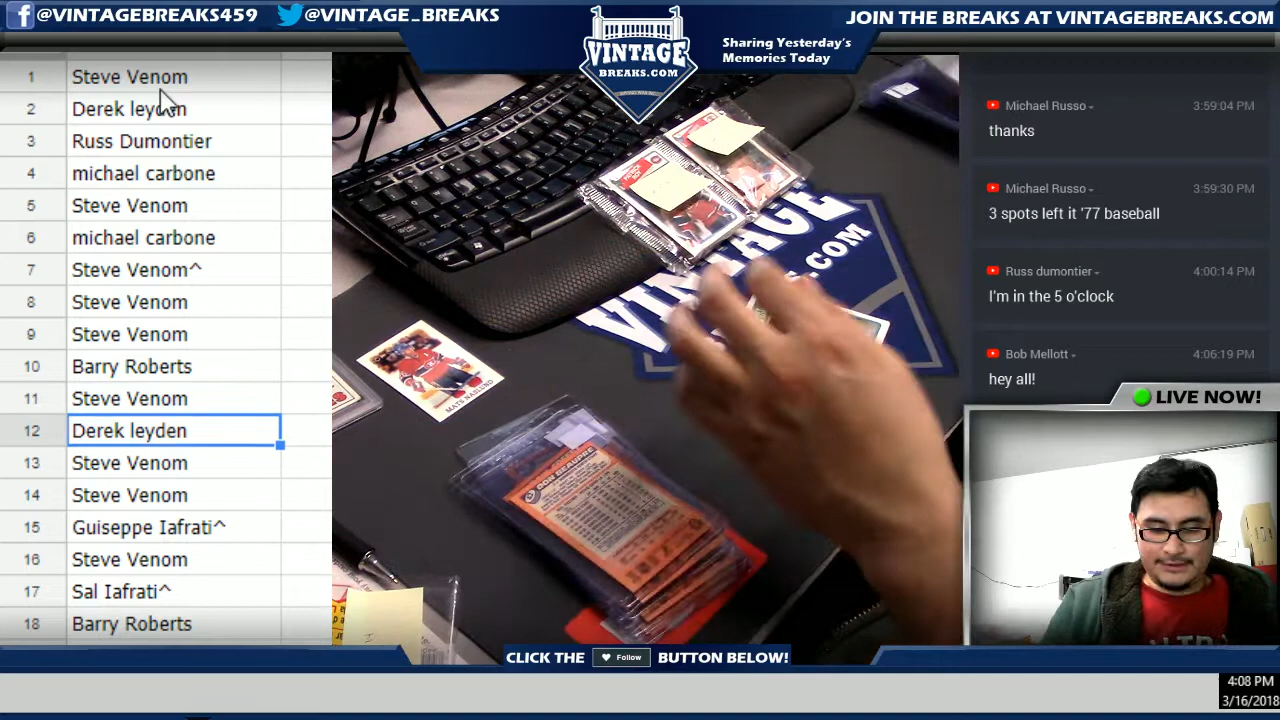 @VINTAGEBREAKS459
@VINTAGE_BREAKS
VINTAGE
BREAKS.COM
Sharing Yesterday's
Memories Today
JOIN THE BREAKS AT VINTAGEBREAKS.COM
1 Steve Venom
2 Derek leyden
3 Russ Dumontier
4 michael carbone
5 Steve Venom
6 michael carbone
7 Steve Venom^
8 Steve Venom
9 Steve Venom
10 Barry Roberts
11 Steve Venom
12 Derek leyden
13 Steve Venom
14 Steve Venom
15 Guiseppe Iafrati^
16 Steve Venom
17 Sal Iafrati^
18 Barry Roberts
PATRICK
ROY
VINTAGE
.COM
MATS NASLUND
DON BEAUPRE
Michael Russo 3:59:04 PM
thanks
Michael Russo 3:59:30 PM
3 spots left it '77 baseball
Russ dumontier 4:00:14 PM
I'm in the 5 o'clock
Bob Mellott 4:06:19 PM
hey all!
LIVE NOW!
CLICK THE Follow BUTTON BELOW!
4:08 PM
3/16/2018